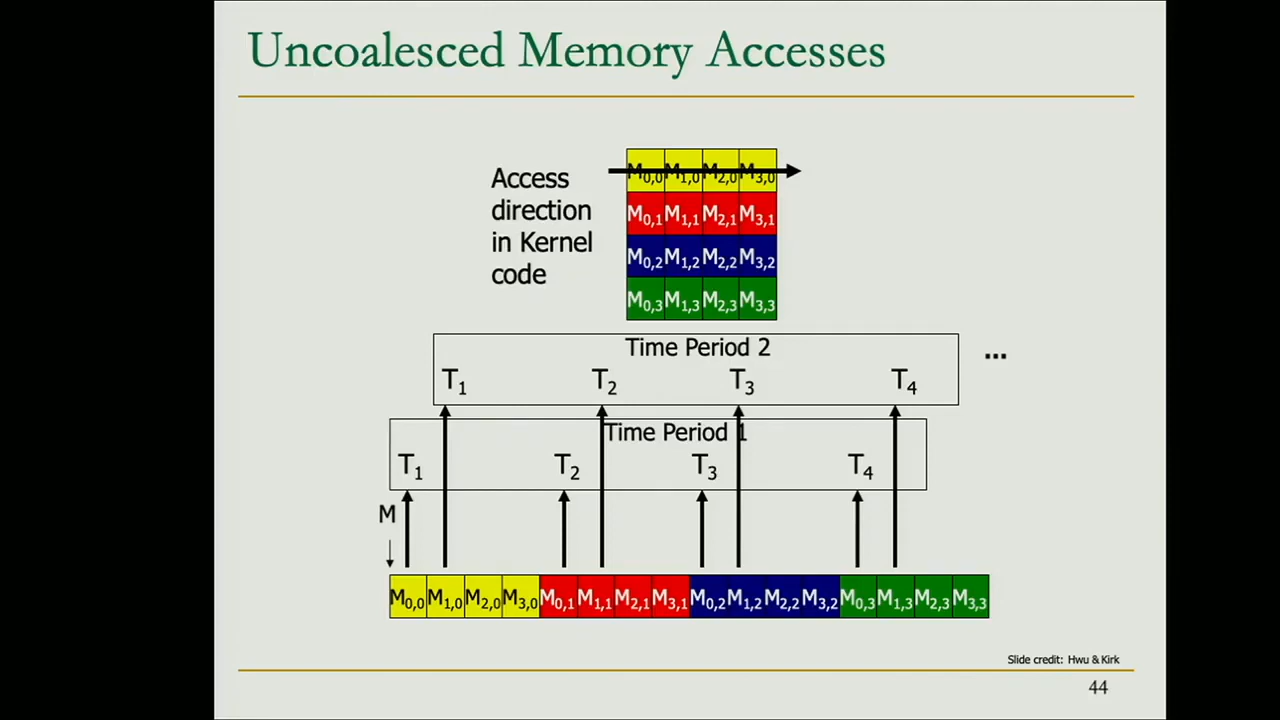 Uncoalesced Memory Accesses
Access
direction
in Kernel
code
M0,0 M1,0 M2,0 M3,0
M0,1 M1,1 M2,1 M3,1
M0,2 M1,2 M2,2 M3,2
M0,3 M1,3 M2,3 M3,3
Time Period 2
...
T1 T2 T3 T4
Time Period 1
T1 T2 T3 T4
M
M0,0 M1,0 M2,0 M3,0 M0,1 M1,1 M2,1 M3,1 M0,2 M1,2 M2,2 M3,2 M0,3 M1,3 M2,3 M3,3
Slide credit: Hwu & Kirk
44